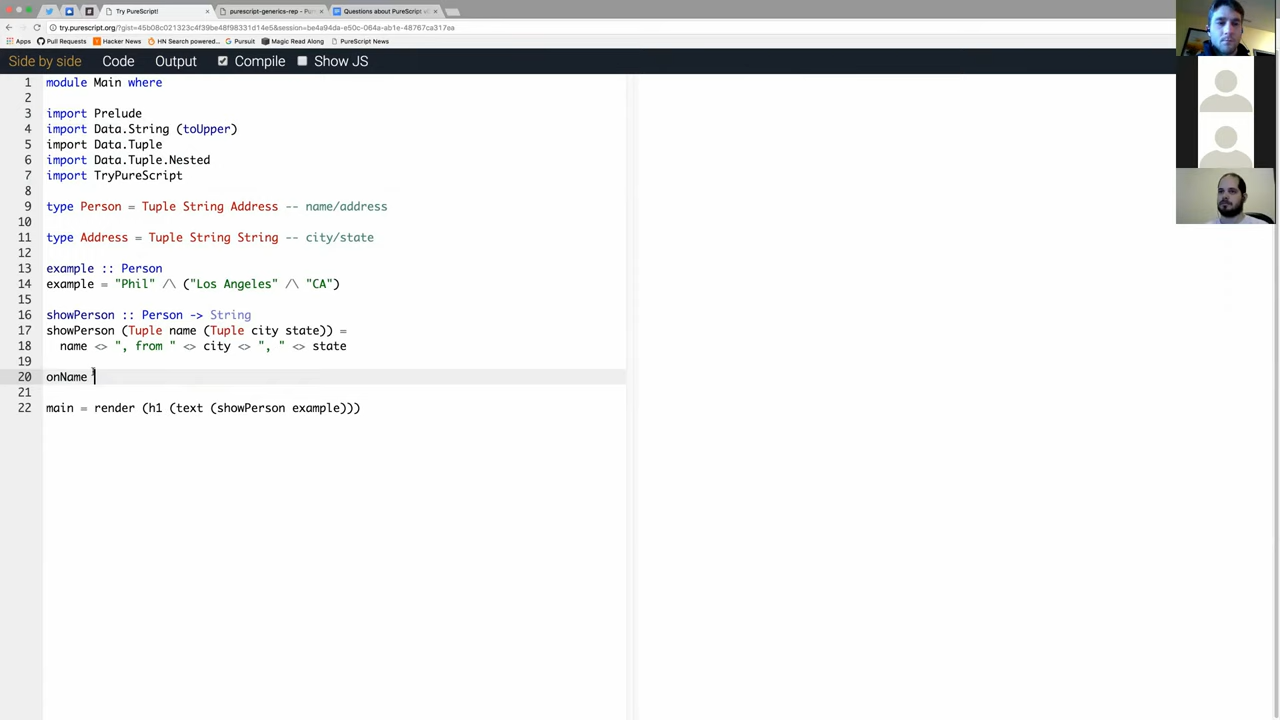 Try PureScript!
purescript-generics-rep - Pu
Questions about PureScript
try.purescript.org/?gist=45b08c021323c4f39be48f98331d14e5&session=be4a94da-e50c-064a-ab1e-48767ca317ea
Apps Pull Requests Hacker News HN Search powered... Pursuit Magic Read Along PureScript News
Side by side Code Output Compile Show JS
1 module Main where
2
3 import Prelude
4 import Data.String (toUpper)
5 import Data.Tuple
6 import Data.Tuple.Nested
7 import TryPureScript
8
9 type Person = Tuple String Address -- name/address
10
11 type Address = Tuple String String -- city/state
12
13 example :: Person
14 example = "Phil" /\ ("Los Angeles" /\ "CA")
15
16 showPerson :: Person -> String
17 showPerson (Tuple name (Tuple city state)) =
18 name <> ", from " <> city <> ", " <> state
19
20 onName
21
22 main = render (h1 (text (showPerson example)))